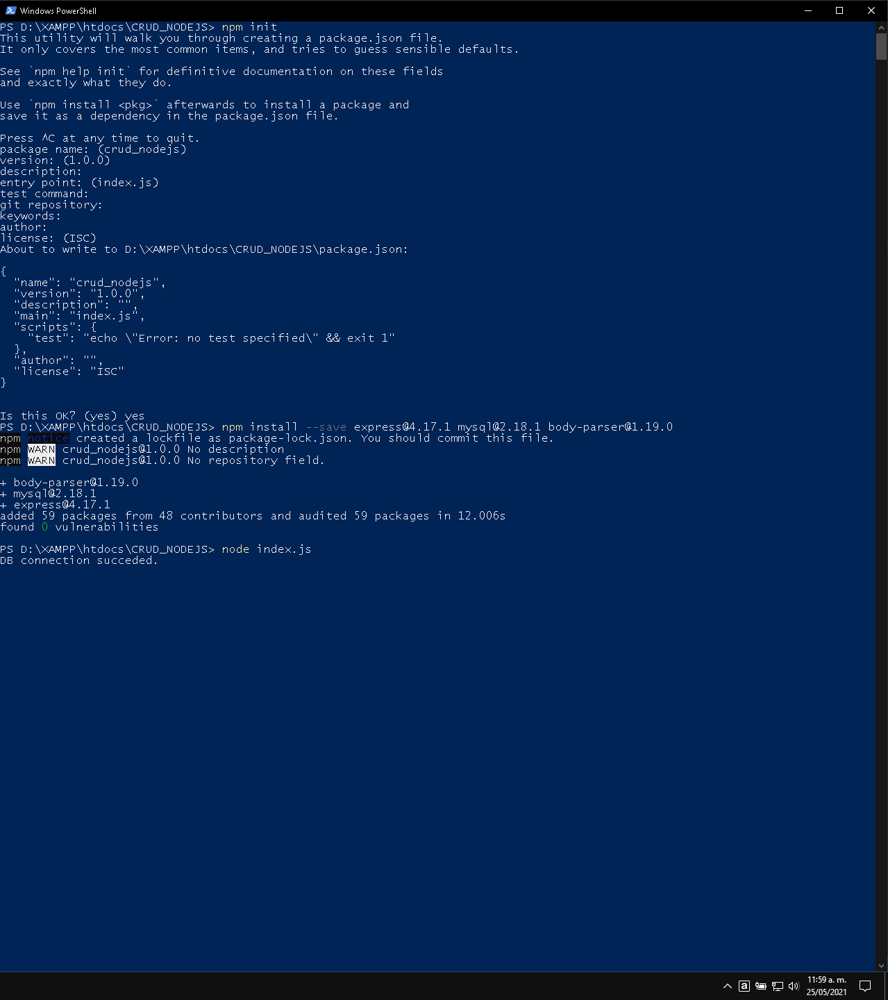 Windows PowerShell
PS D:\XAMPP\htdocs\CRUD_NODEJS> npm init
This utility will walk you through creating a package.json file.
It only covers the most common items, and tries to guess sensible defaults.
See `npm help init` for definitive documentation on these fields
and exactly what they do.
Use `npm install <pkg>` afterwards to install a package and
save it as a dependency in the package.json file.
Press ^C at any time to quit.
package name: (crud_nodejs)
version: (1.0.0)
description:
entry point: (index.js)
test command:
git repository:
keywords:
author:
license: (ISC)
About to write to D:\XAMPP\htdocs\CRUD_NODEJS\package.json:
{
  "name": "crud_nodejs",
  "version": "1.0.0",
  "description": "",
  "main": "index.js",
  "scripts": {
    "test": "echo \"Error: no test specified\" && exit 1"
  },
  "author": "",
  "license": "ISC"
}
Is this OK? (yes) yes
PS D:\XAMPP\htdocs\CRUD_NODEJS> npm install --save express@4.17.1 mysql@2.18.1 body-parser@1.19.0
npm notice created a lockfile as package-lock.json. You should commit this file.
npm WARN crud_nodejs@1.0.0 No description
npm WARN crud_nodejs@1.0.0 No repository field.
+ body-parser@1.19.0
+ mysql@2.18.1
+ express@4.17.1
added 59 packages from 48 contributors and audited 59 packages in 12.006s
found 0 vulnerabilities
PS D:\XAMPP\htdocs\CRUD_NODEJS> node index.js
DB connection succeded.
a
11:59 a. m.
25/05/2021